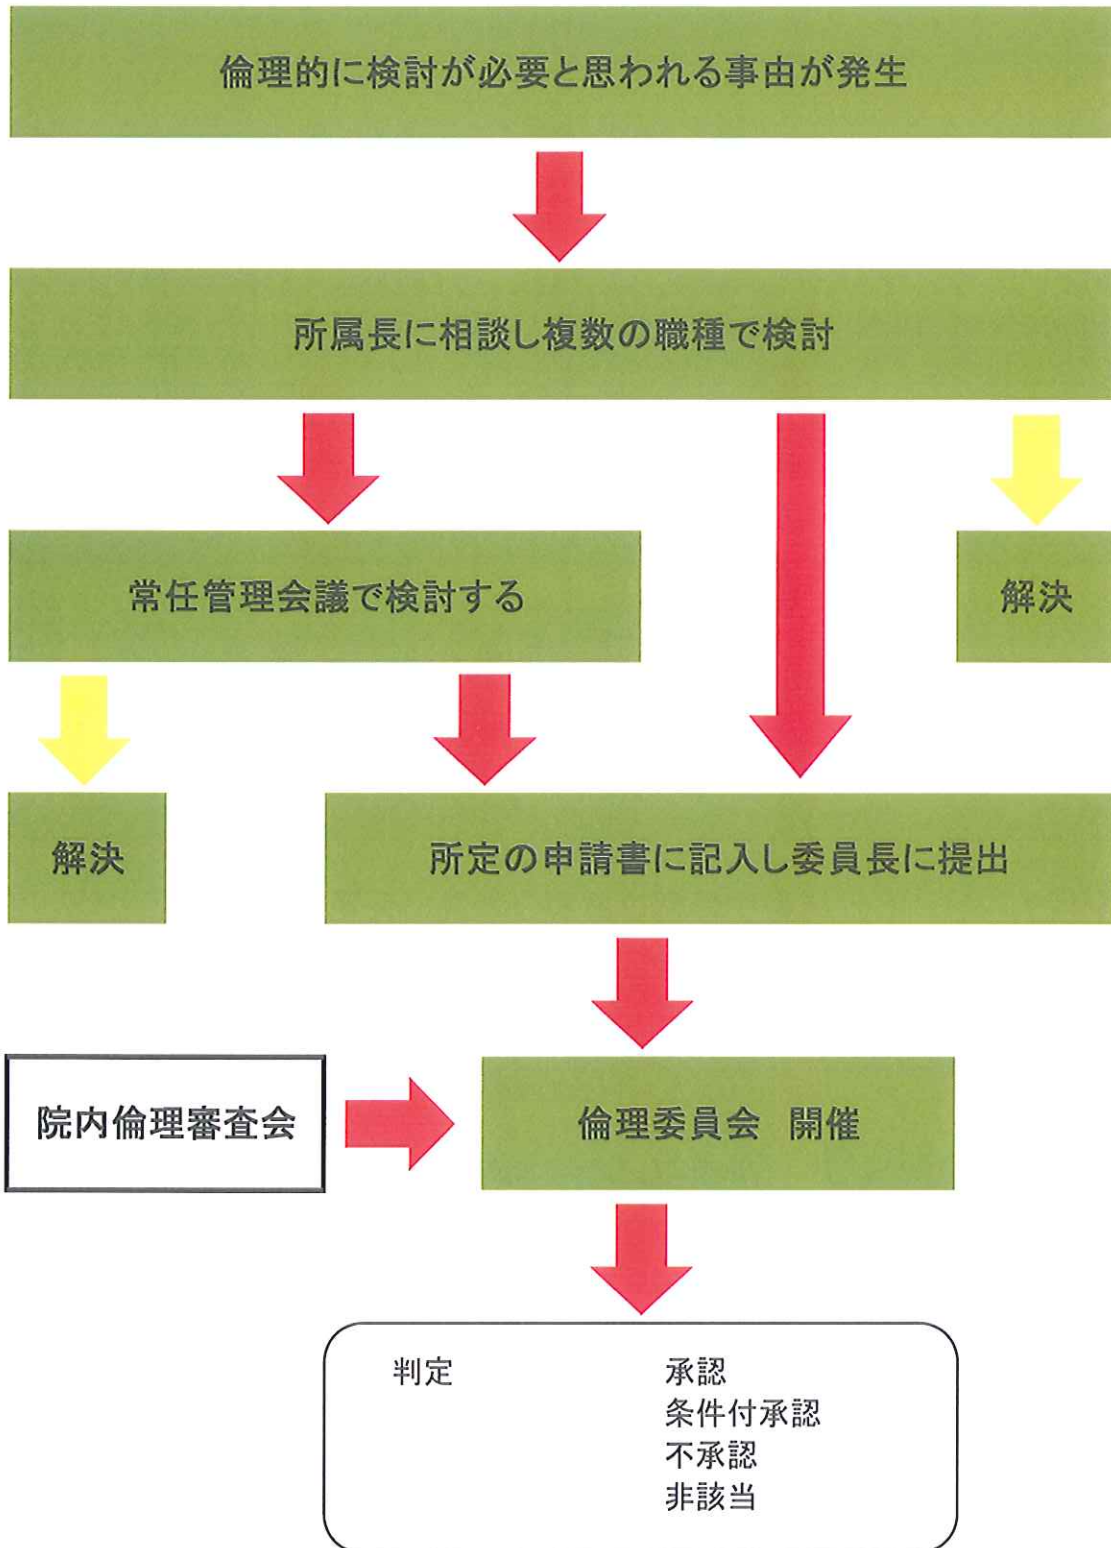 倫理的に検討が必要と思われる事由が発生
所属長に相談し複数の職種で検討
常任管理会議で検討する
解決
解決
所定の申請書に記入し委員長に提出
院内倫理審査会
倫理委員会　開催
判定　承認
条件付承認
不承認
非該当